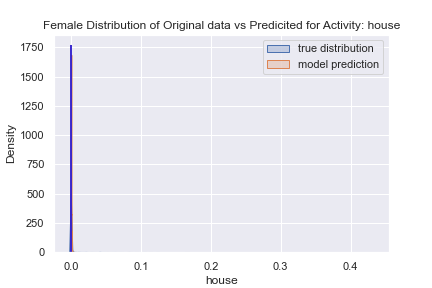 Female Distribution of Original data vs Predicited for Activity: house
true distribution
model prediction
1750
1500
1250
1000
750
500
250
0
Density
0.0 0.1 0.2 0.3 0.4
house